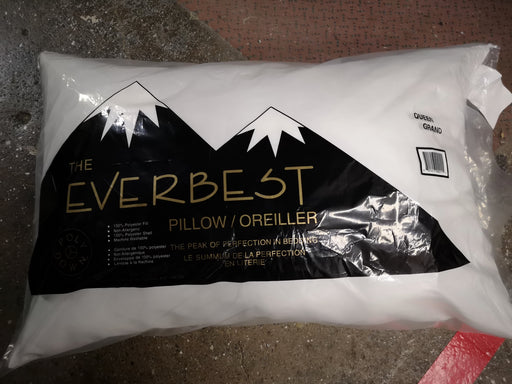 QUEEN
GRAND
THE
EVERBEST
PILLOW / OREILLER
THE PEAK OF PERFECTION IN BEDDING
LE SUMMUM DE LA PERFECTION
EN LITERIE
• 100% Polyester Fill
Non Allergenic
• 100% Polyester Shell
• Machine Washable